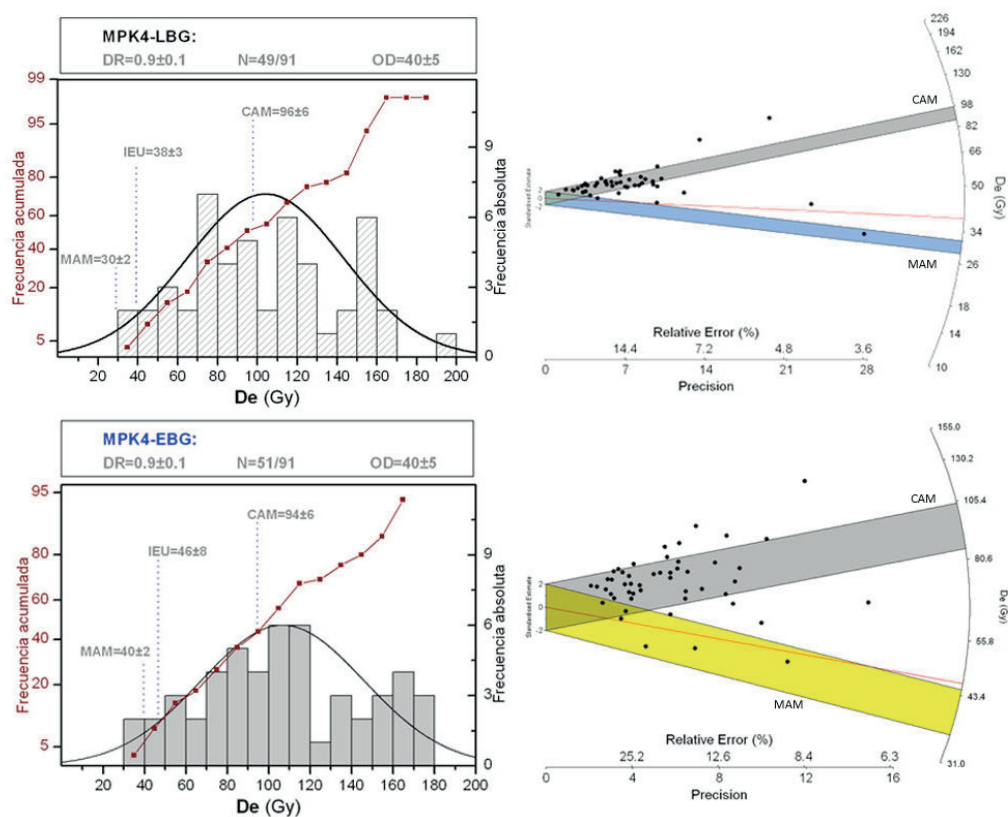 MPK4-LBG:
DR=0.9±0.1 N=49/91 OD=40±5
CAM=96±6
IEU=38±3
MAM=30±2
Frecuencia acumulada
99
95
80
60
40
20
5
Frecuencia absoluta
9
6
3
0
20 40 60 80 100 120 140 160 180 200
De (Gy)
226
194
162
130
98
82
66
50
34
26
18
14
10
De (Gy)
CAM
MAM
Standardised Estimate
2
0
-2
Relative Error (%)
14.4 7.2 4.8 3.6
0 7 14 21 28
Precision
MPK4-EBG:
DR=0.9±0.1 N=51/91 OD=40±5
CAM=94±6
IEU=46±8
MAM=40±2
Frecuencia acumulada
95
80
60
40
20
5
Frecuencia absoluta
9
6
3
0
20 40 60 80 100 120 140 160 180 200
De (Gy)
155.0
130.2
105.4
80.6
55.8
43.4
31.0
De (Gy)
CAM
MAM
Standardised Estimate
2
0
-2
Relative Error (%)
25.2 12.6 8.4 6.3
0 4 8 12 16
Precision